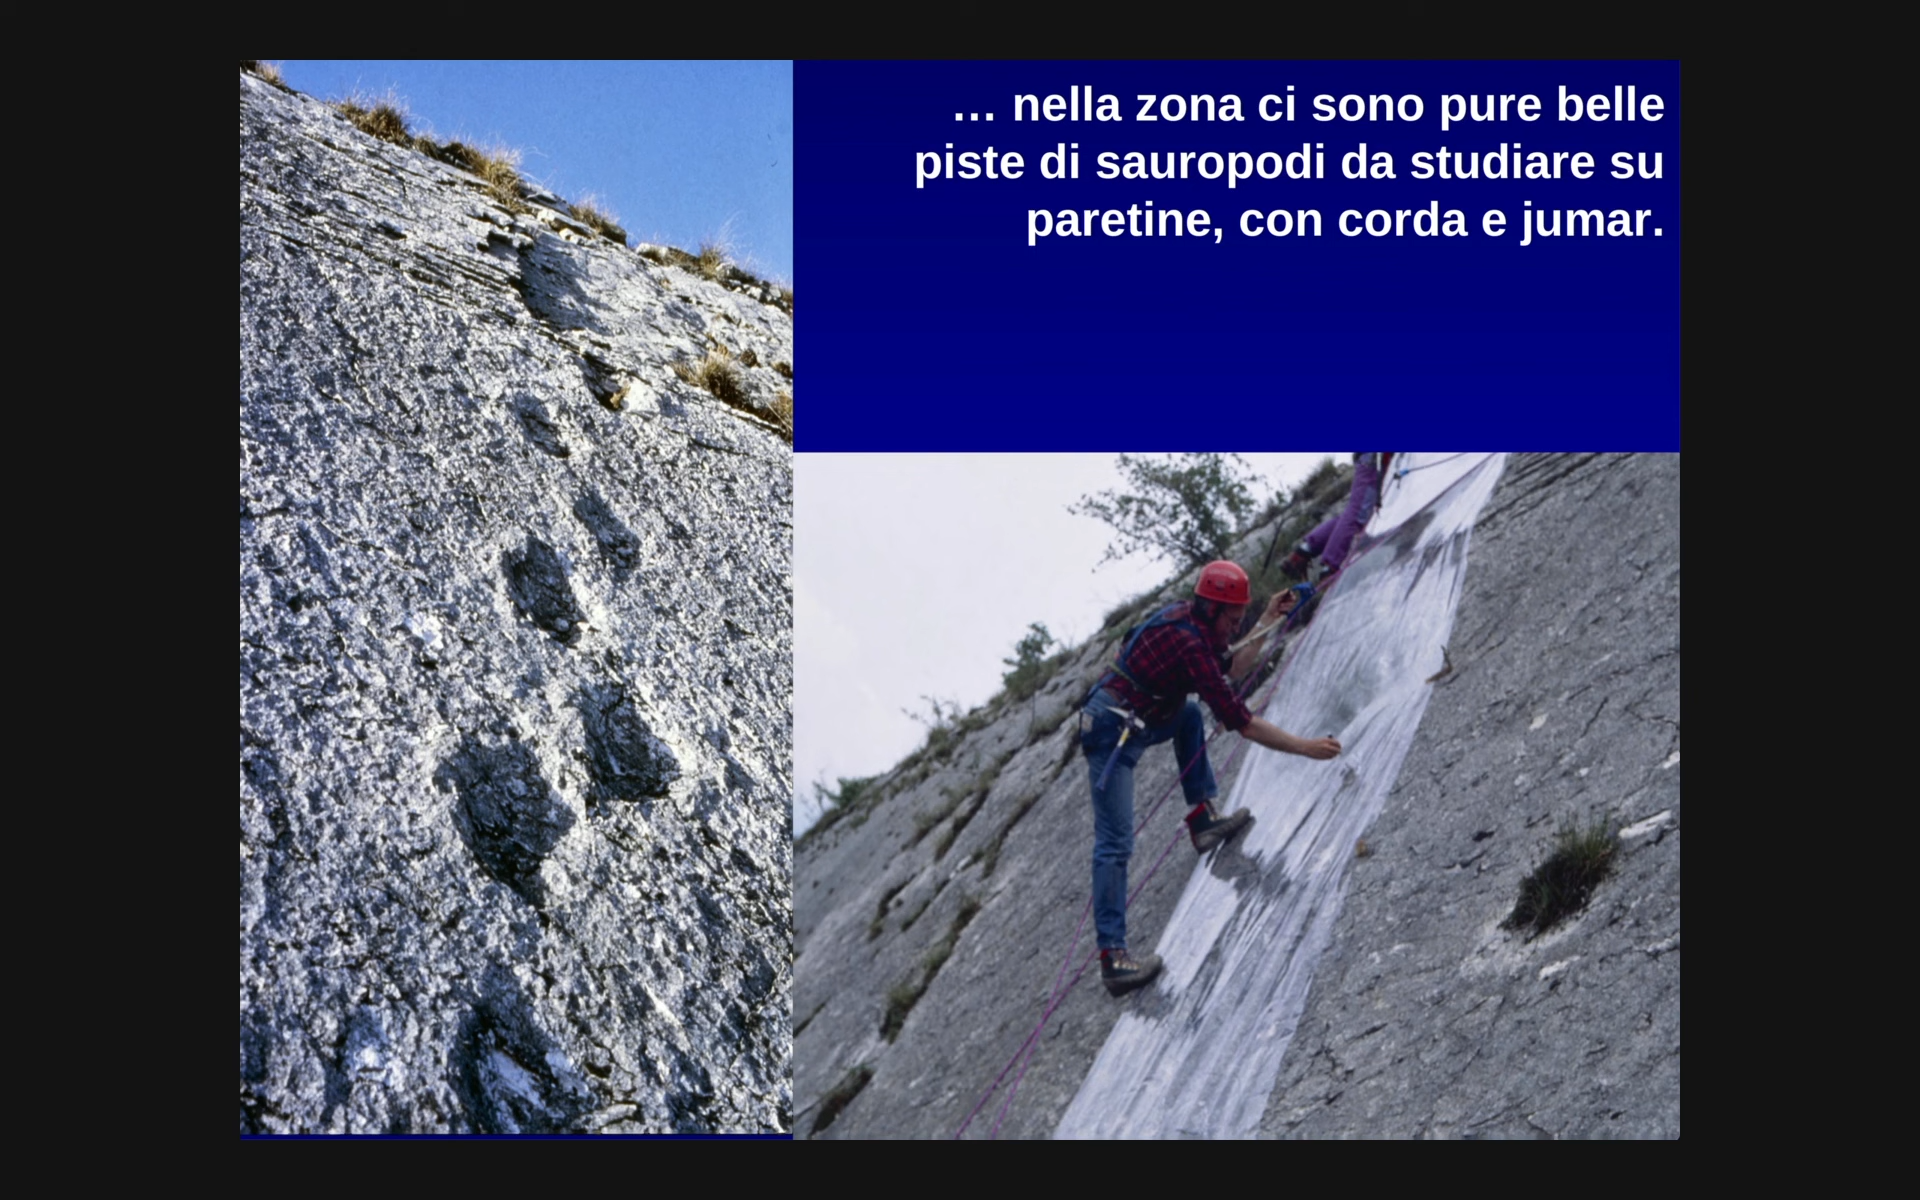 … nella zona ci sono pure belle
piste di sauropodi da studiare su
paretine, con corda e jumar.